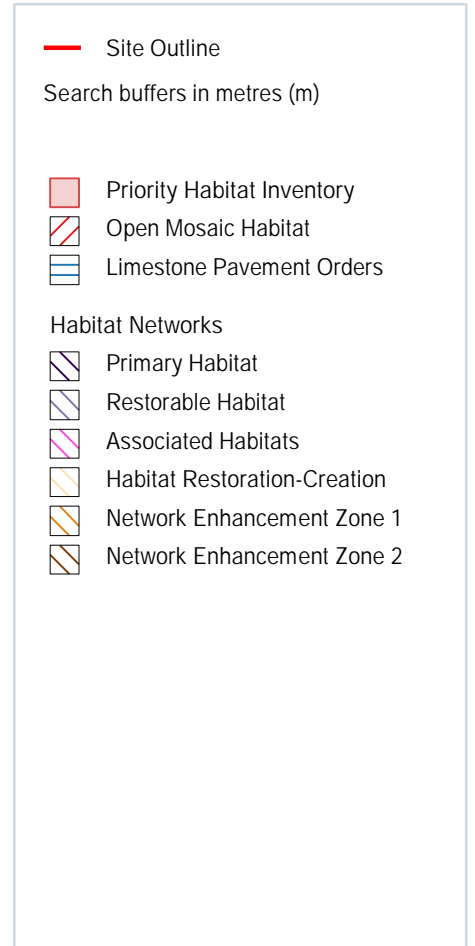 Site Outline
Search buffers in metres (m)
Priority Habitat Inventory
Open Mosaic Habitat
Limestone Pavement Orders
Habitat Networks
Primary Habitat
Restorable Habitat
Associated Habitats
Habitat Restoration-Creation
Network Enhancement Zone 1
Network Enhancement Zone 2